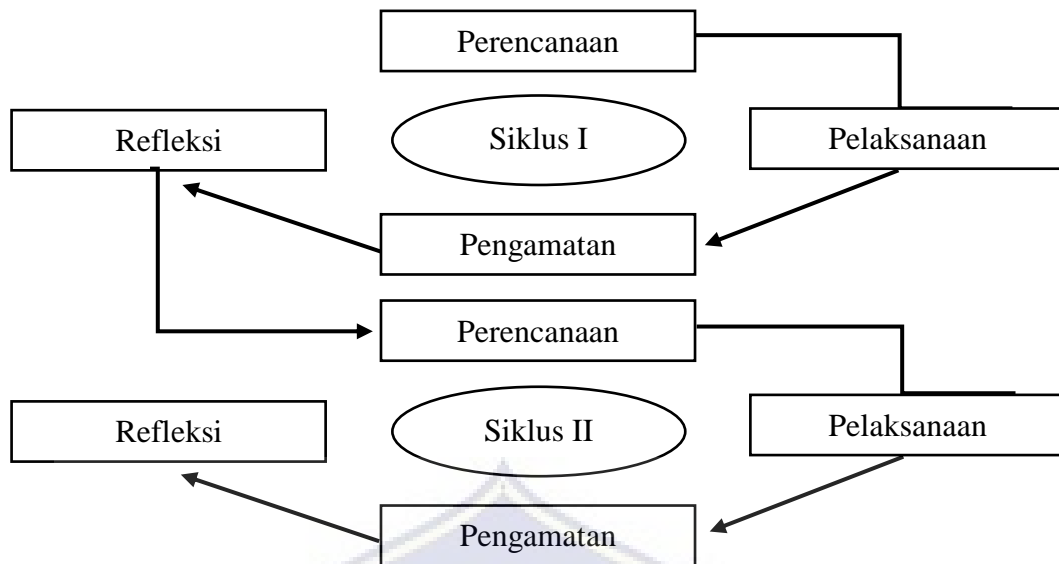 Perencanaan
Refleksi
Siklus I
Pelaksanaan
Pengamatan
Perencanaan
Refleksi
Siklus II
Pelaksanaan
Pengamatan